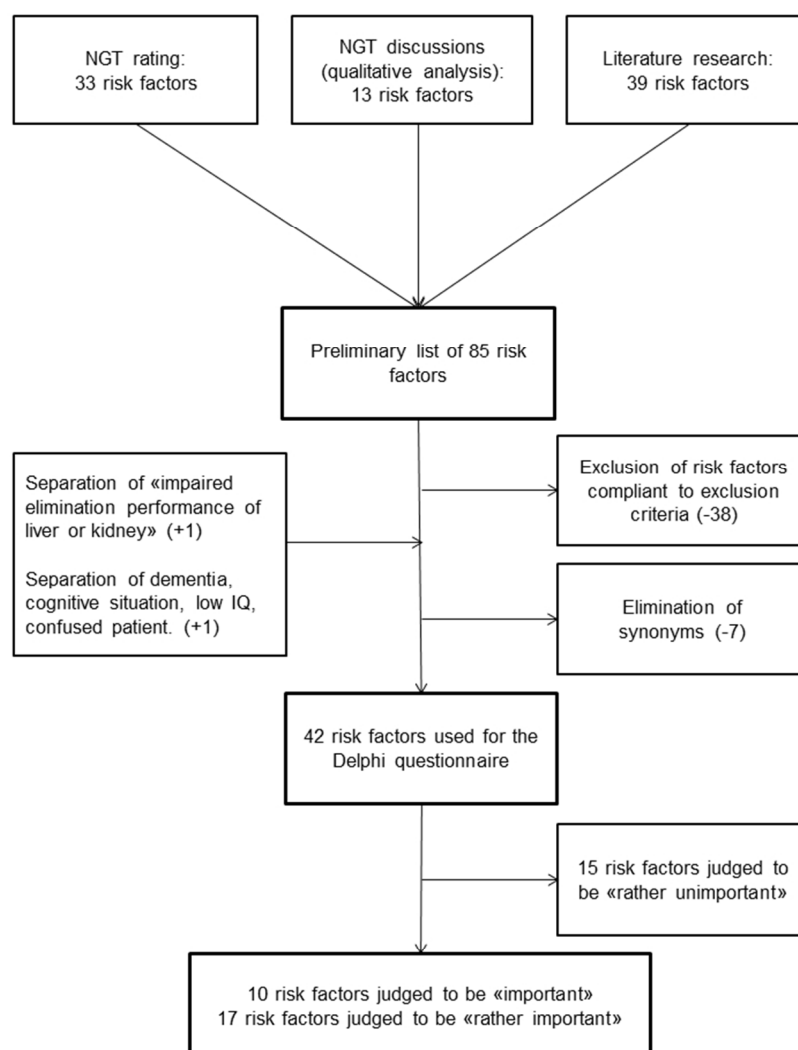 NGT rating:
33 risk factors
NGT discussions
(qualitative analysis):
13 risk factors
Literature research:
39 risk factors
Preliminary list of 85 risk
factors
Separation of «impaired
elimination performance of
liver or kidney» (+1)
Separation of dementia,
cognitive situation, low IQ,
confused patient. (+1)
Exclusion of risk factors
compliant to exclusion
criteria (-38)
Elimination of
synonyms (-7)
42 risk factors used for the
Delphi questionnaire
15 risk factors judged to
be «rather unimportant»
10 risk factors judged to be «important»
17 risk factors judged to be «rather important»